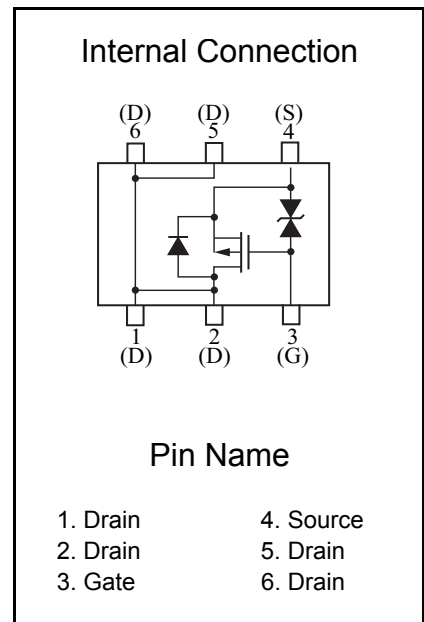 Internal Connection
(D) (D) (S)
6 5 4
1 2 3
(D) (D) (G)
Pin Name
1. Drain
2. Drain
3. Gate
4. Source
5. Drain
6. Drain